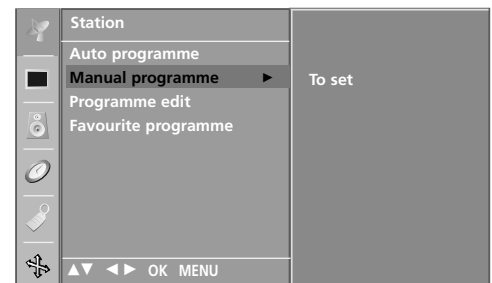 Station
Auto programme
Manual programme ►
To set
Programme edit
Favourite programme
▲▼ ◄► OK MENU